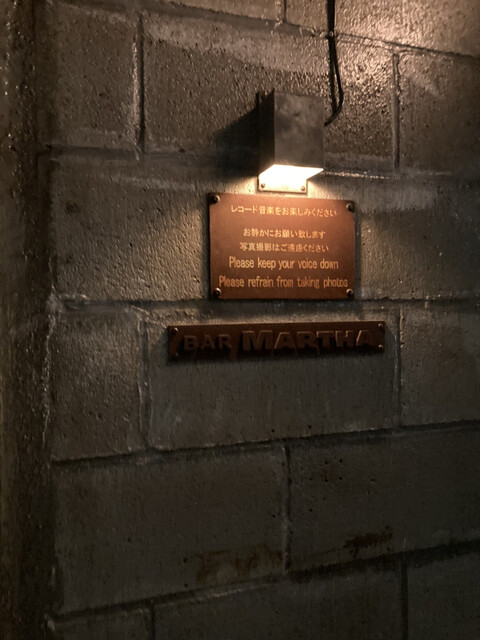 レコード音楽をお楽しみください
お静かにお願い致します
写真撮影はご遠慮ください
Please keep your voice down
Please refrain from taking photos
BAR MARTHA